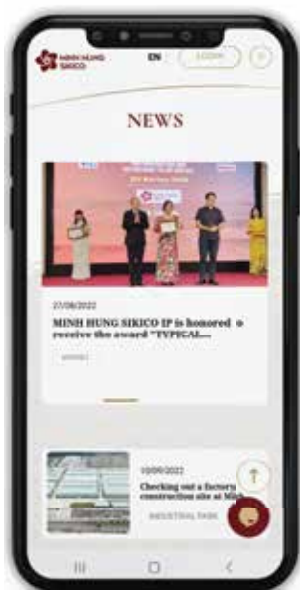 MINH HUNG
SIKICO
EN
LOGIN
NEWS
27/08/2022
MINH HUNG SIKICO IP is honored o
receive the award "TYPICAL...
10/09/2022
Checking out a factory
construction site at Minh
INDUSTRIAL PARK